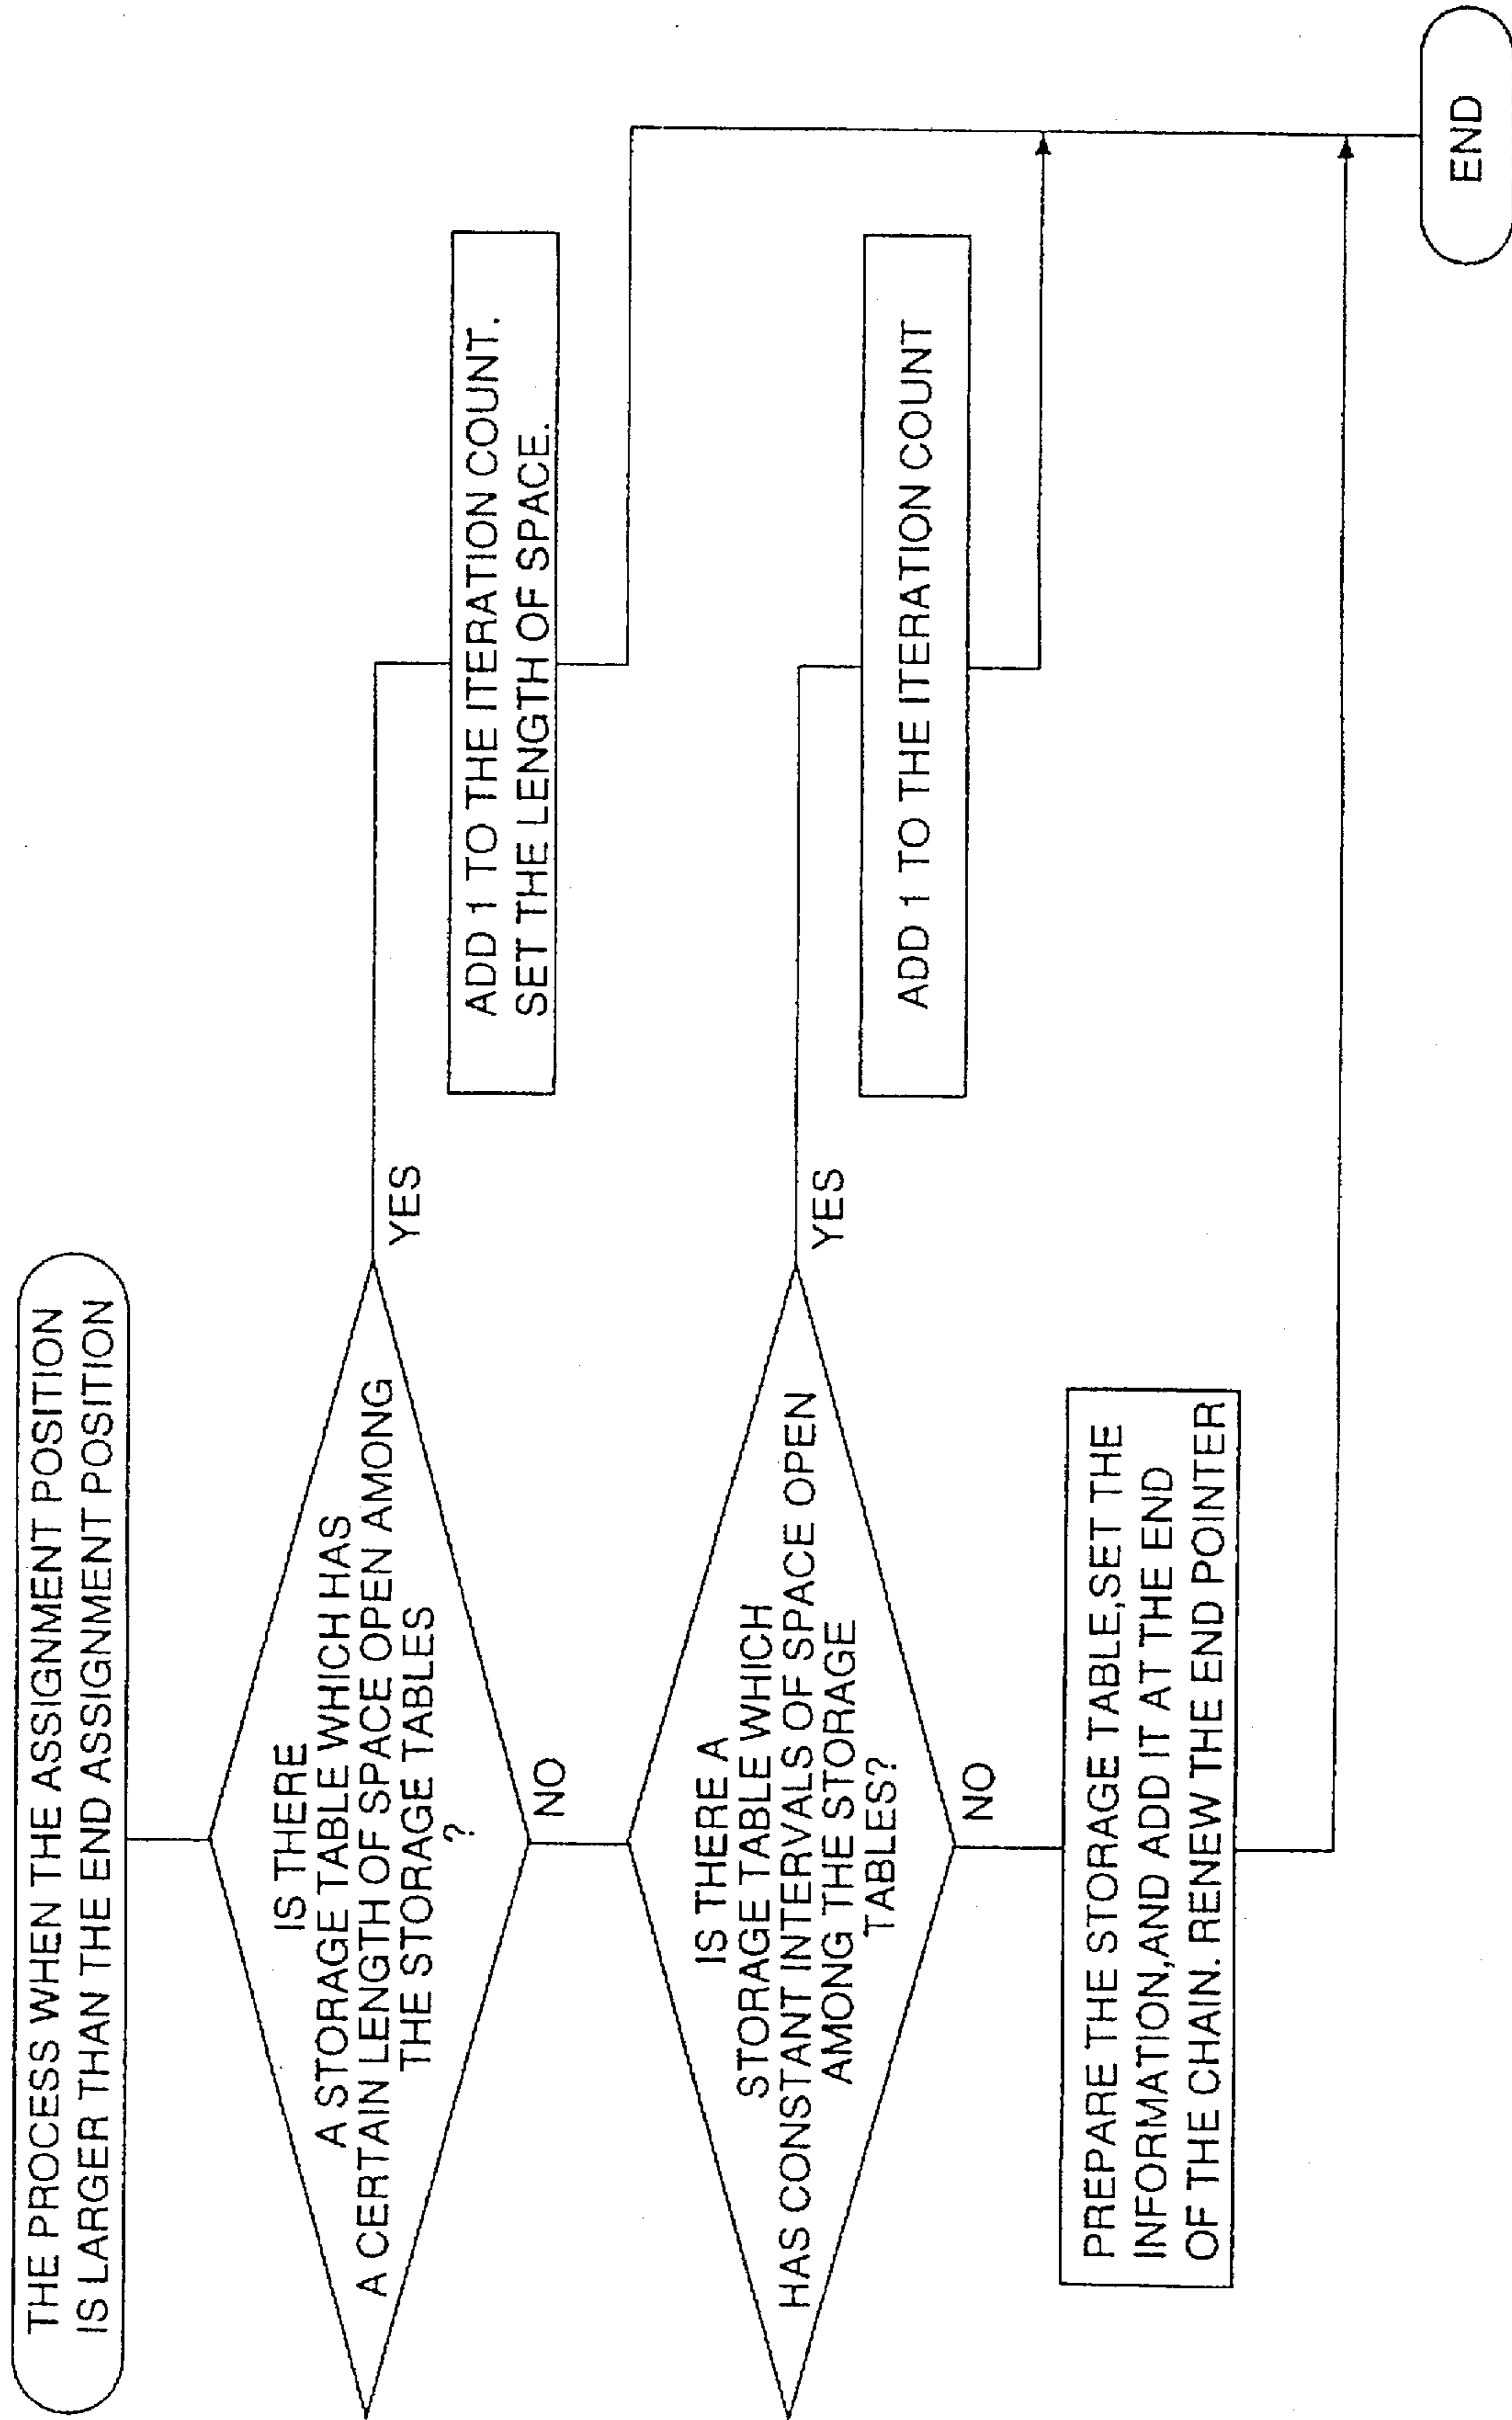 THE PROCESS WHEN THE ASSIGNMENT POSITION
IS LARGER THAN THE END ASSIGNMENT POSITION
IS THERE
A STORAGE TABLE WHICH HAS
A CERTAIN LENGTH OF SPACE OPEN AMONG
THE STORAGE TABLES
?
YES
ADD 1 TO THE ITERATION COUNT.
SET THE LENGTH OF SPACE.
NO
IS THERE A
STORAGE TABLE WHICH
HAS CONSTANT INTERVALS OF SPACE OPEN
AMONG THE STORAGE
TABLES?
YES
ADD 1 TO THE ITERATION COUNT
NO
PREPARE THE STORAGE TABLE,SET THE
INFORMATION,AND ADD IT AT THE END
OF THE CHAIN. RENEW THE END POINTER
END